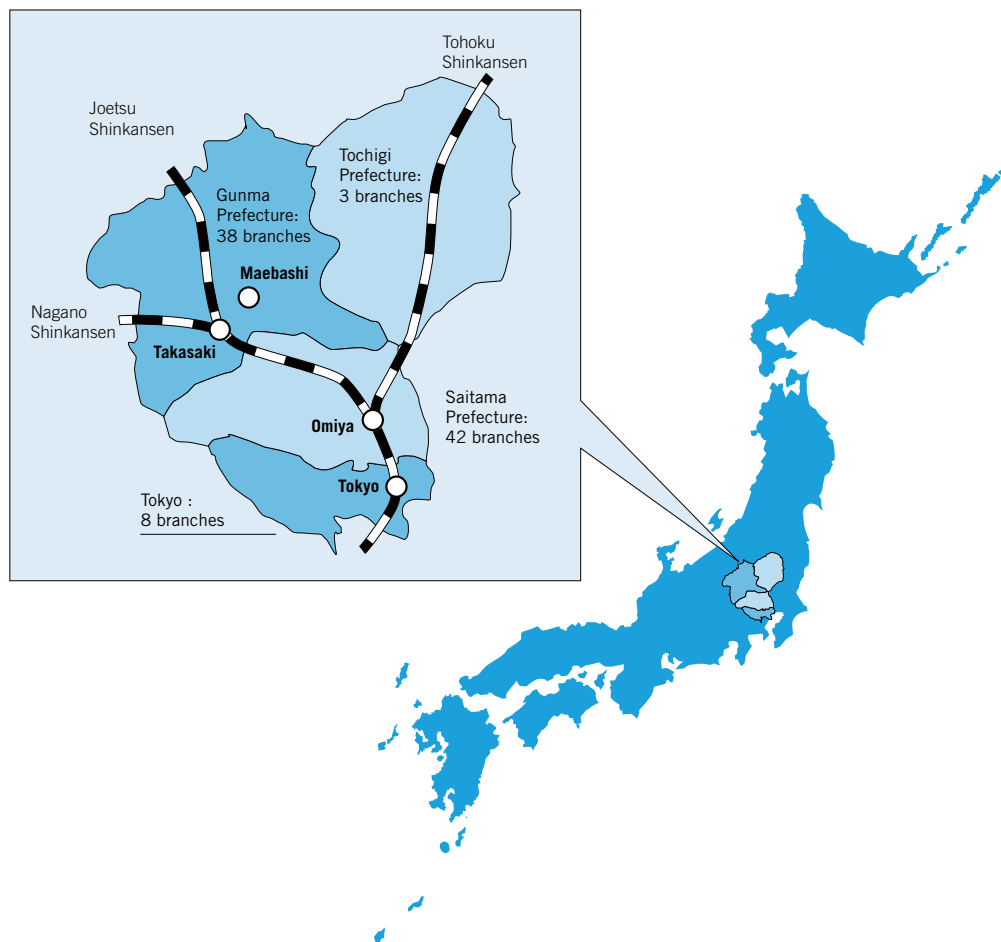 Tohoku
Shinkansen
Joetsu
Shinkansen
Tochigi
Prefecture:
3 branches
Gunma
Prefecture:
38 branches
Maebashi
Nagano
Shinkansen
Takasaki
Saitama
Prefecture:
42 branches
Omiya
Tokyo
Tokyo :
8 branches